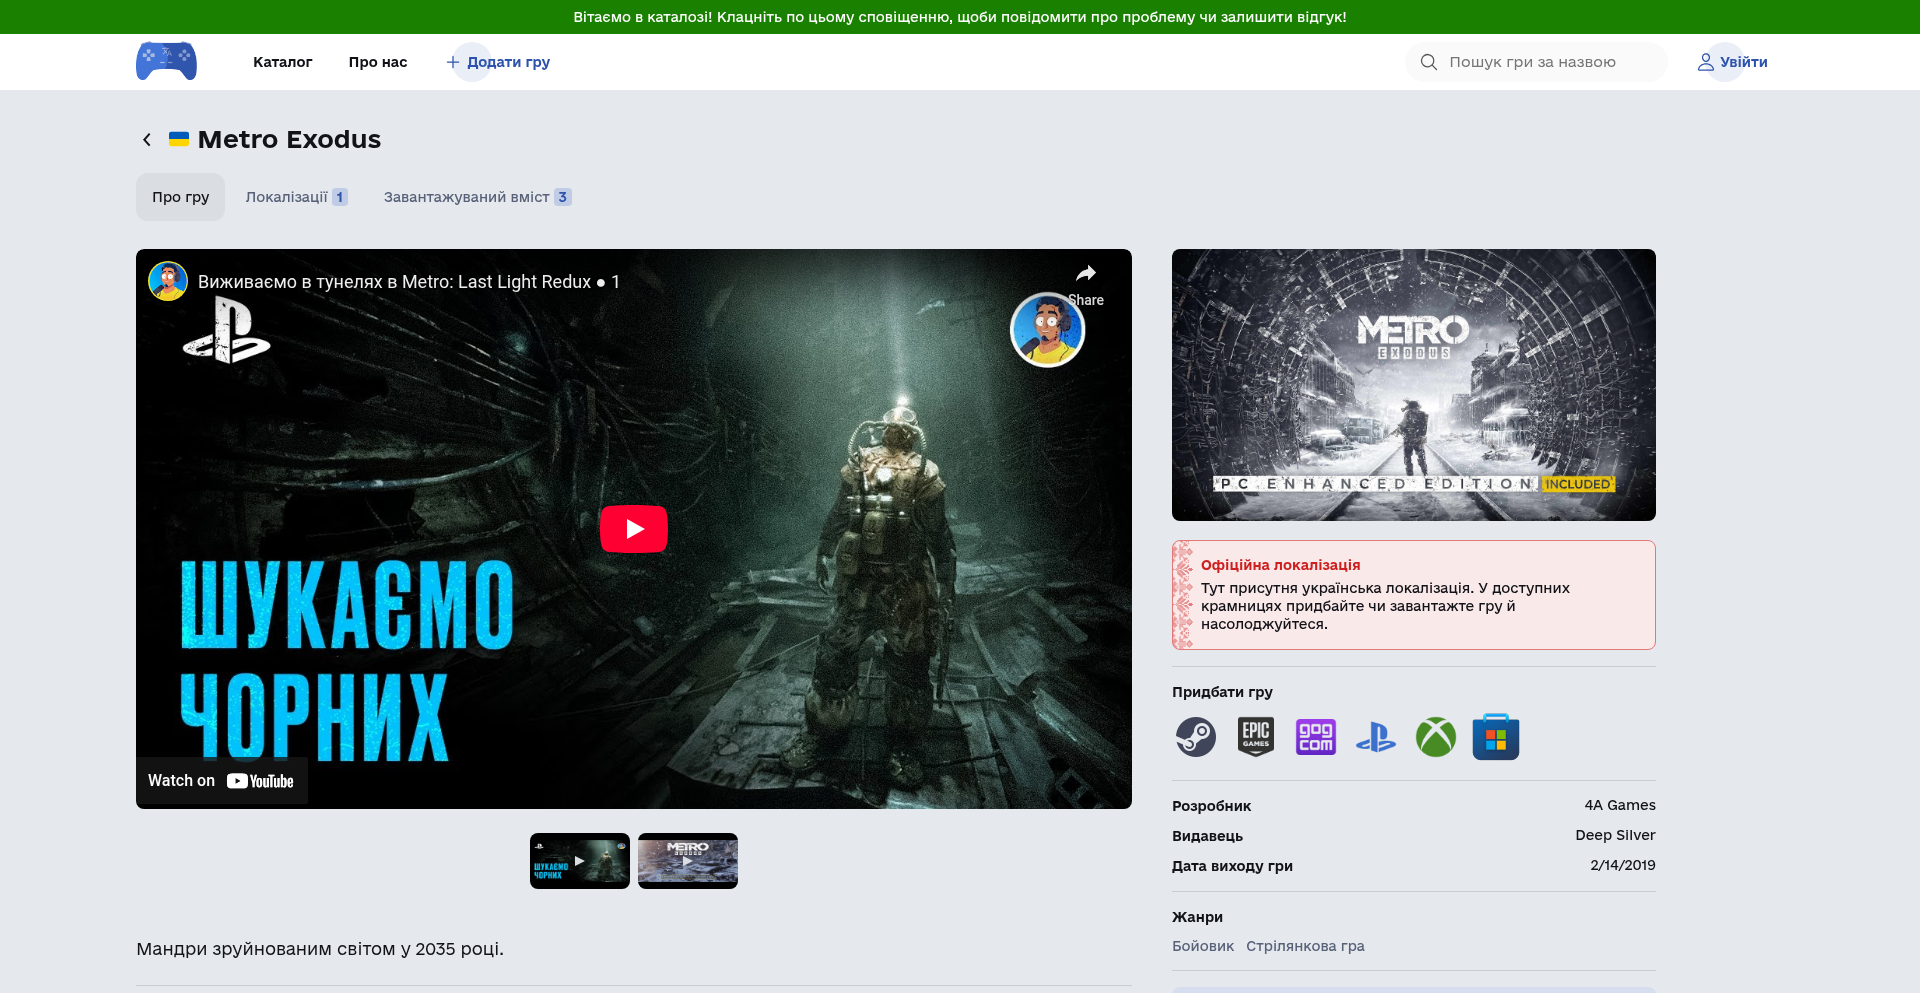 Вітаємо в каталозі! Клацніть по цьому сповіщенню, щоби повідомити про проблему чи залишити відгук!
Каталог
Про нас
Додати гру
Пошук гри за назвою
Увійти
Metro Exodus
Про гру
Локалізації 1
Завантажуваний вміст 3
Виживаємо в тунелях в Metro: Last Light Redux ● 1
Share
ШУКАЄМО
ЧОРНИХ
Watch on YouTube
METRO
EXODUS
PC ENHANCED EDITION INCLUDED
Офіційна локалізація
Тут присутня українська локалізація. У доступних
крамницях придбайте чи завантажте гру й
насолоджуйтеся.
Придбати гру
EPIC
GAMES
gog
com
Розробник 4A Games
Видавець Deep Silver
Дата виходу гри 2/14/2019
Жанри
Бойовик Стрілянкова гра
ШУКАЄМО
ЧОРНИХ
METRO
EXODUS
Мандри зруйнованим світом у 2035 році.